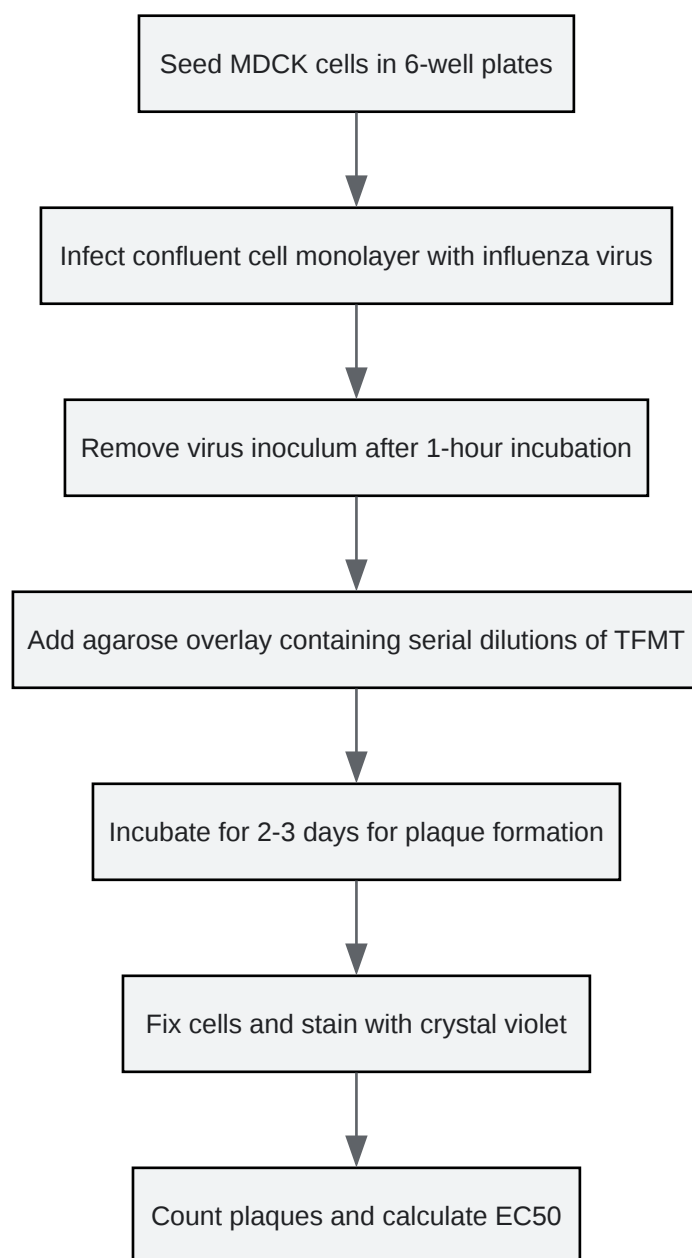 Seed MDCK cells in 6-well plates
Infect confluent cell monolayer with influenza virus
Remove virus inoculum after 1-hour incubation
Add agarose overlay containing serial dilutions of TFMT
Incubate for 2-3 days for plaque formation
Fix cells and stain with crystal violet
Count plaques and calculate EC50